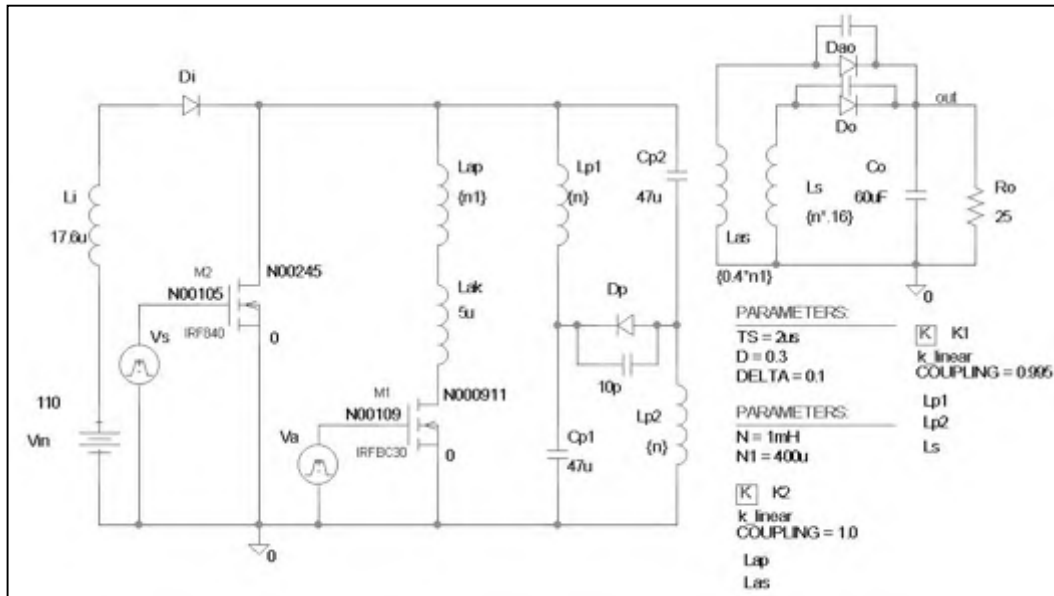 Dao
Di
out
Do
Lap
{n1}
Lp1
{n}
Cp2
47u
Co
60uF
Ls
{n*.16}
Ro
25
Li
17.6u
Las
{0.4*n1}
0
M2
N00245
N00105
IRF840
0
Vs
Lak
5u
Dp
10p
M1
N000911
N00109
IRFBC30
0
Va
Lp2
{n}
Cp1
47u
110
Vin
0
PARAMETERS:
TS = 2us
D = 0.3
DELTA = 0.1
K K1
k_linear
COUPLING = 0.995
Lp1
Lp2
Ls
PARAMETERS:
N = 1mH
N1 = 400u
K K2
k_linear
COUPLING = 1.0
Lap
Las